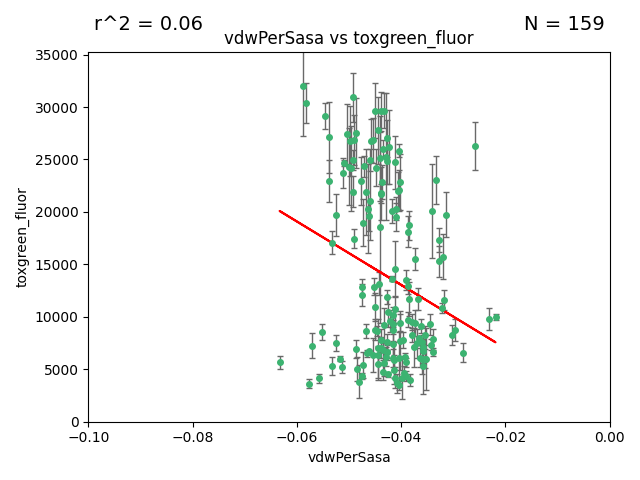 r^2 = 0.06
N = 159
vdwPerSasa vs toxgreen_fluor
35000
30000
25000
20000
15000
10000
5000
0
toxgreen_fluor
−0.10
−0.08
−0.06
−0.04
−0.02
0.00
vdwPerSasa